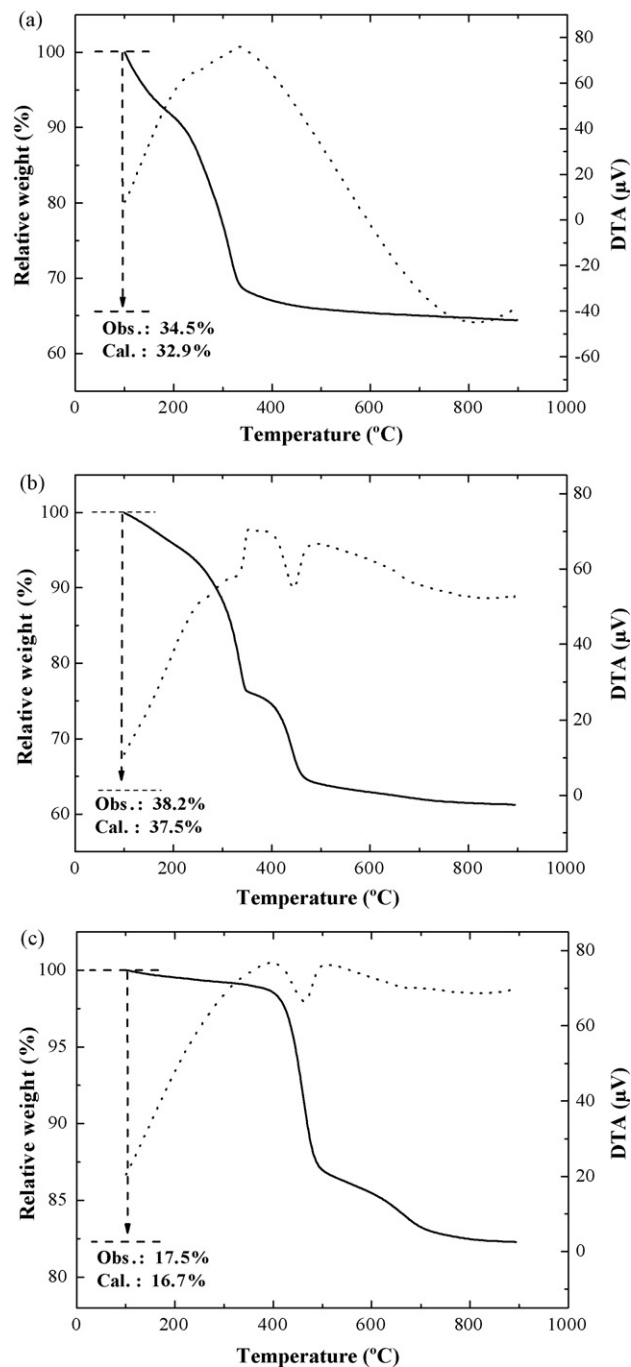 (a)
100
90
80
70
60
Relative weight (%)
80
60
40
20
0
-20
-40
-60
DTA (µV)
Obs.: 34.5%
Cal.: 32.9%
0
200
400
600
800
1000
Temperature (ºC)
(b)
100
90
80
70
60
Relative weight (%)
80
60
40
20
0
DTA (µV)
Obs.: 38.2%
Cal.: 37.5%
0
200
400
600
800
1000
Temperature (ºC)
(c)
100
95
90
85
80
Relative weight (%)
80
60
40
20
0
DTA (µV)
Obs.: 17.5%
Cal.: 16.7%
0
200
400
600
800
1000
Temperature (ºC)